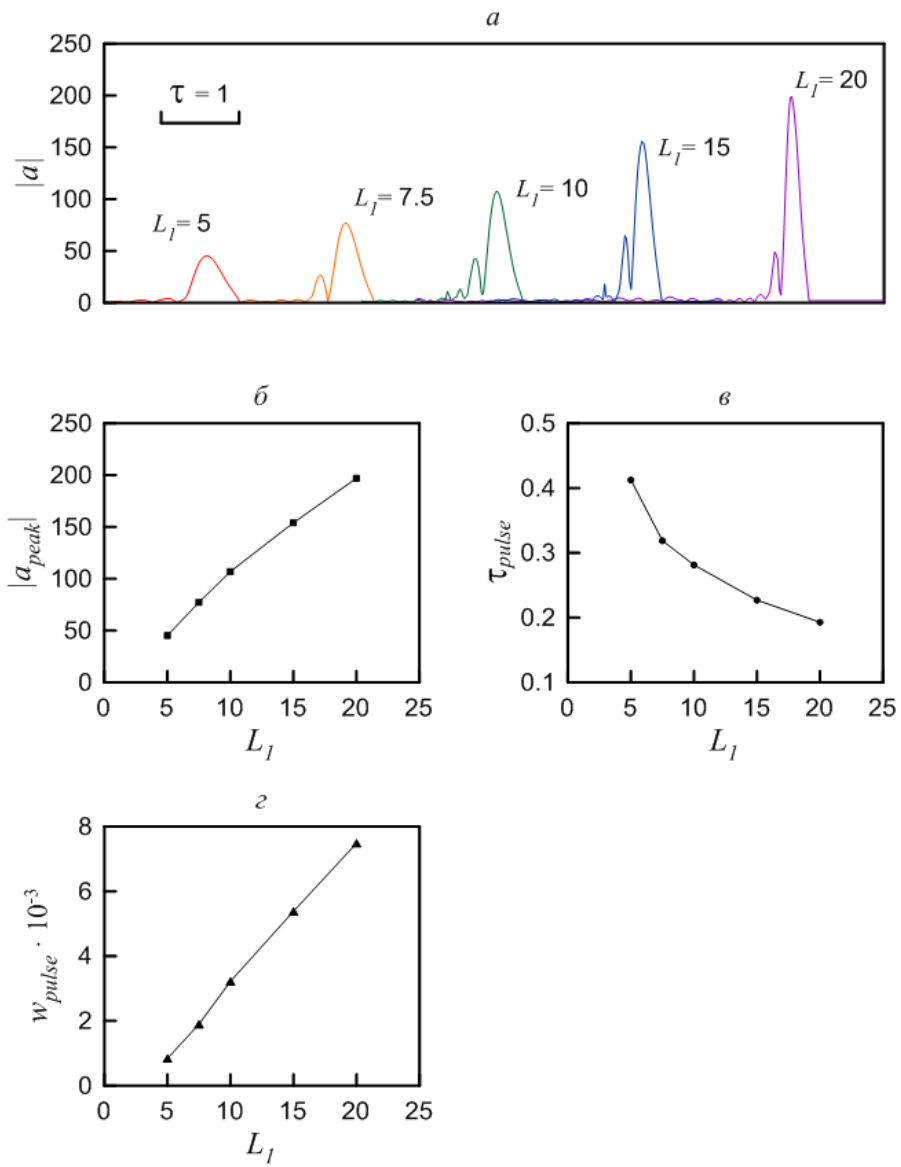 а
250
200
150
100
50
0
|a|
τ = 1
L1= 5
L1= 7.5
L1= 10
L1= 15
L1= 20
б
250
200
150
100
50
0
|apeak|
0 5 10 15 20 25
L1
в
0.5
0.4
0.3
0.2
0.1
τpulse
0 5 10 15 20 25
L1
г
8
6
4
2
0
wpulse · 10-3
0 5 10 15 20 25
L1